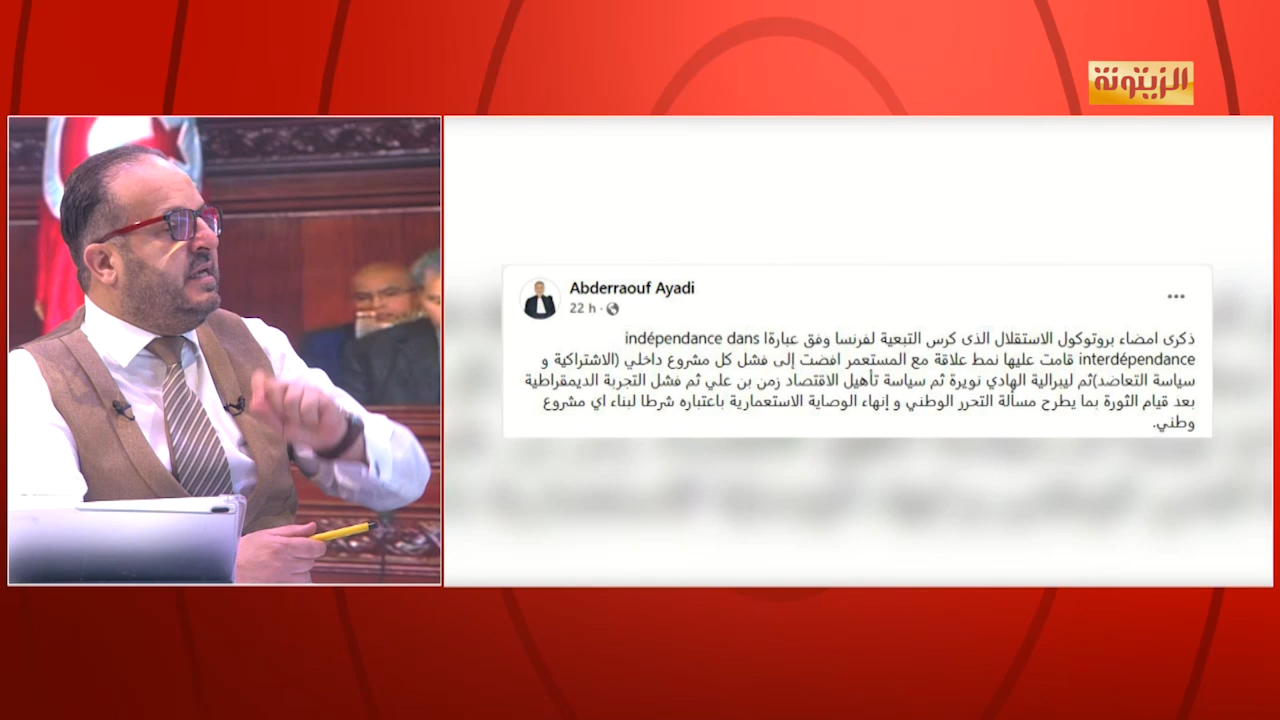 الزيتونة
Abderraouf Ayadi
22 h ·
ذكرى امضاء بروتوكول الاستقلال الذى كرس التبعية لفرنسا وفق عبارةا indépendance dans
interdépendance قامت عليها نمط علاقة مع المستعمر افضت إلى فشل كل مشروع داخلي (الاشتراكية و
سياسة التعاضد)ثم ليبرالية الهادي نويرة ثم سياسة تأهيل الاقتصاد زمن بن علي ثم فشل التجربة الديمقراطية
بعد قيام الثورة بما يطرح مسألة التحرر الوطني و إنهاء الوصاية الاستعمارية باعتباره شرطا لبناء اي مشروع
وطني.